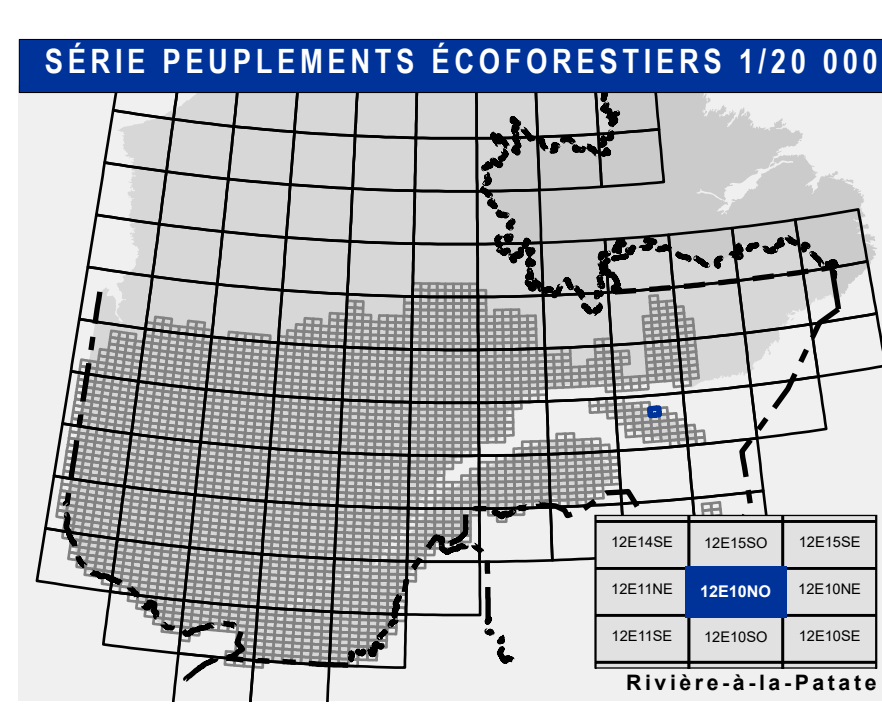 SÉRIE PEUPLEMENTS ÉCOFORESTIERS 1/20 000
12E14SE 12E15SO 12E15SE
12E11NE 12E10NO 12E10NE
12E11SE 12E10SO 12E10SE
Rivière-à-la-Patate